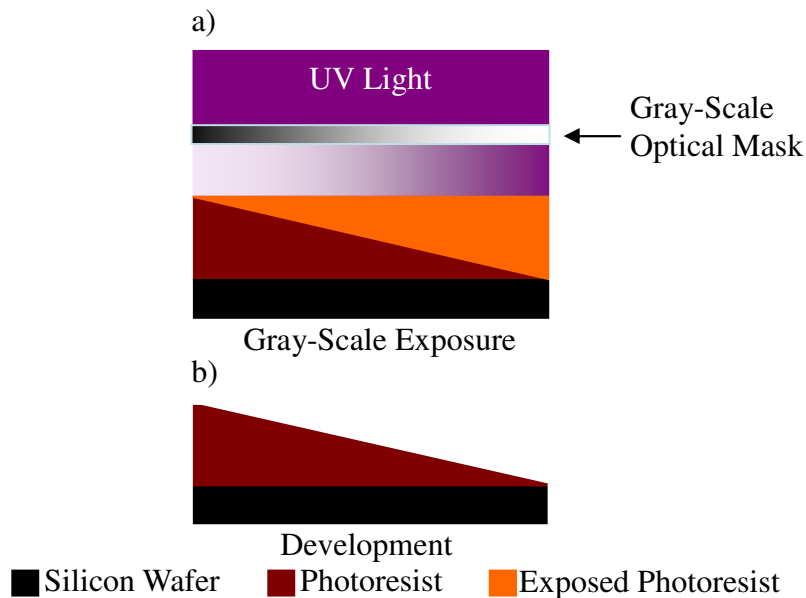 a)
UV Light
Gray-Scale
Optical Mask
Gray-Scale Exposure
b)
Development
Silicon Wafer Photoresist Exposed Photoresist